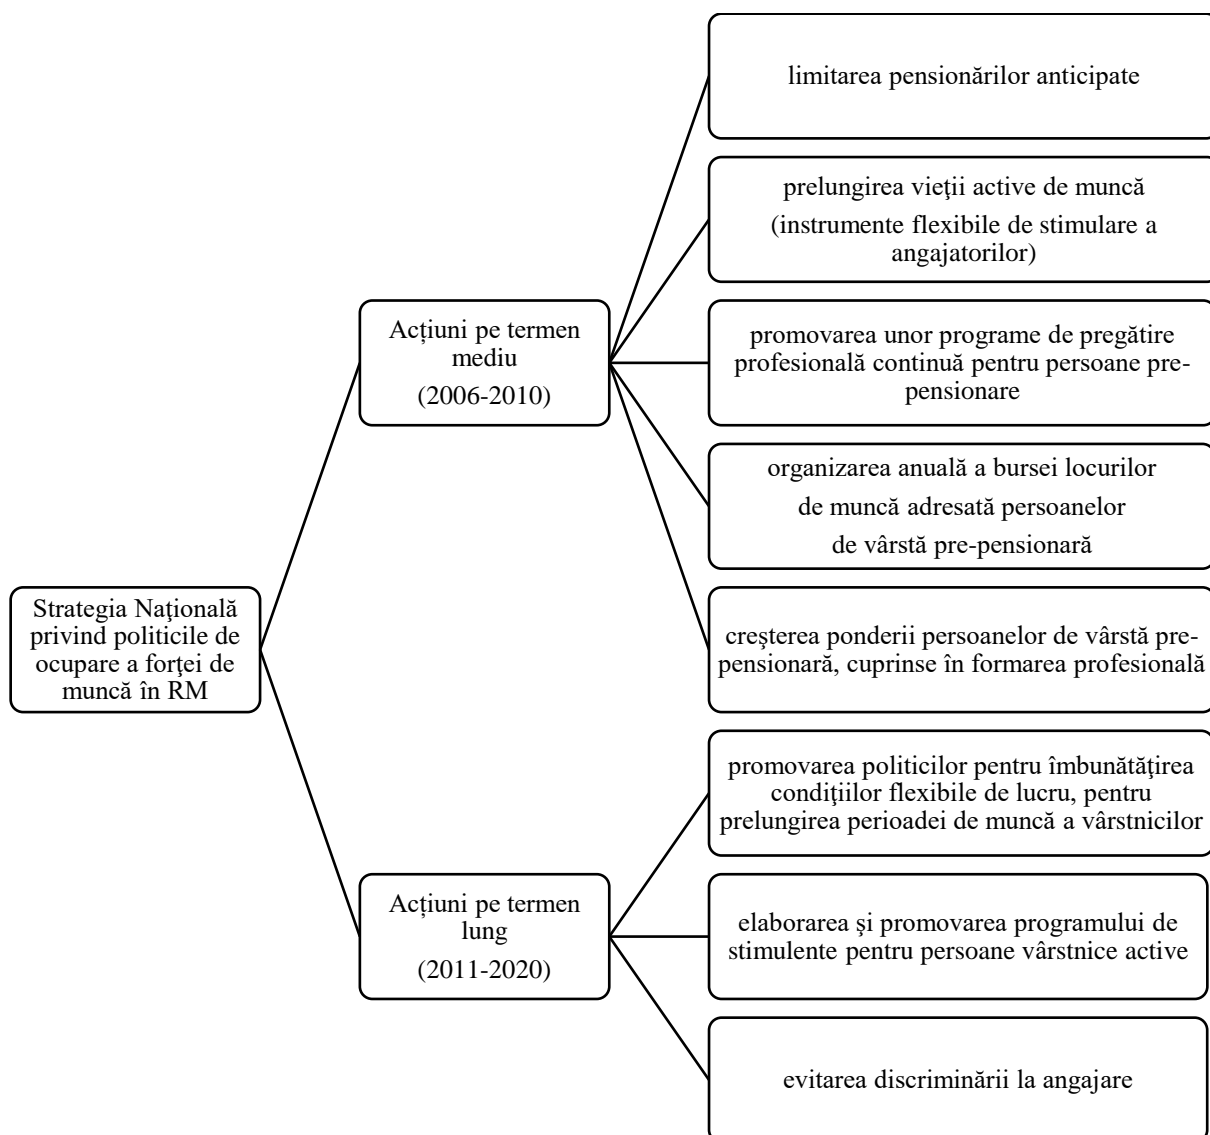 limitarea pensionărilor anticipate
prelungirea vieţii active de muncă
(instrumente flexibile de stimulare a
angajatorilor)
promovarea unor programe de pregătire
profesională continuă pentru persoane pre-
pensionare
organizarea anuală a bursei locurilor
de muncă adresată persoanelor
de vârstă pre-pensionară
creşterea ponderii persoanelor de vârstă pre-
pensionară, cuprinse în formarea profesională
Acțiuni pe termen
mediu
(2006-2010)
Strategia Naţională
privind politicile de
ocupare a forţei de
muncă în RM
promovarea politicilor pentru îmbunătăţirea
condiţiilor flexibile de lucru, pentru
prelungirea perioadei de muncă a vârstnicilor
elaborarea şi promovarea programului de
stimulente pentru persoane vârstnice active
evitarea discriminării la angajare
Acțiuni pe termen
lung
(2011-2020)